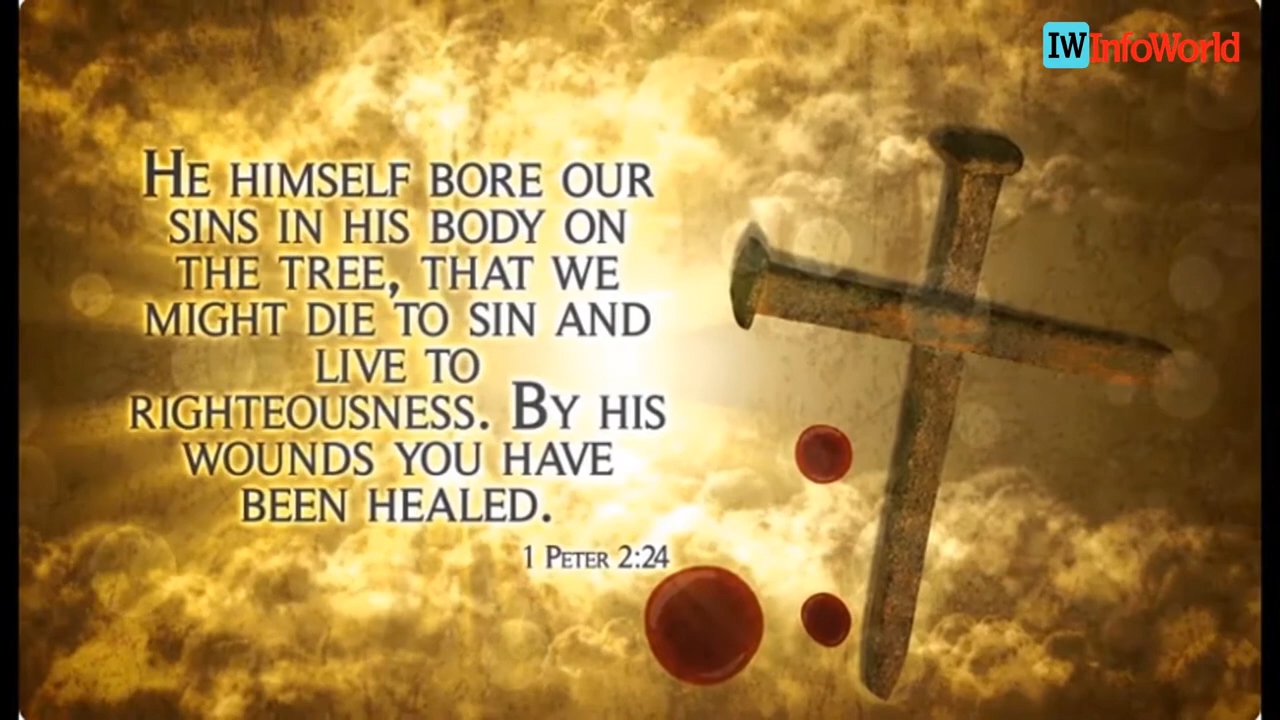 IW InfoWorld
He himself bore our
sins in his body on
the tree, that we
might die to sin and
live to
righteousness. By his
wounds you have
been healed.
1 Peter 2:24